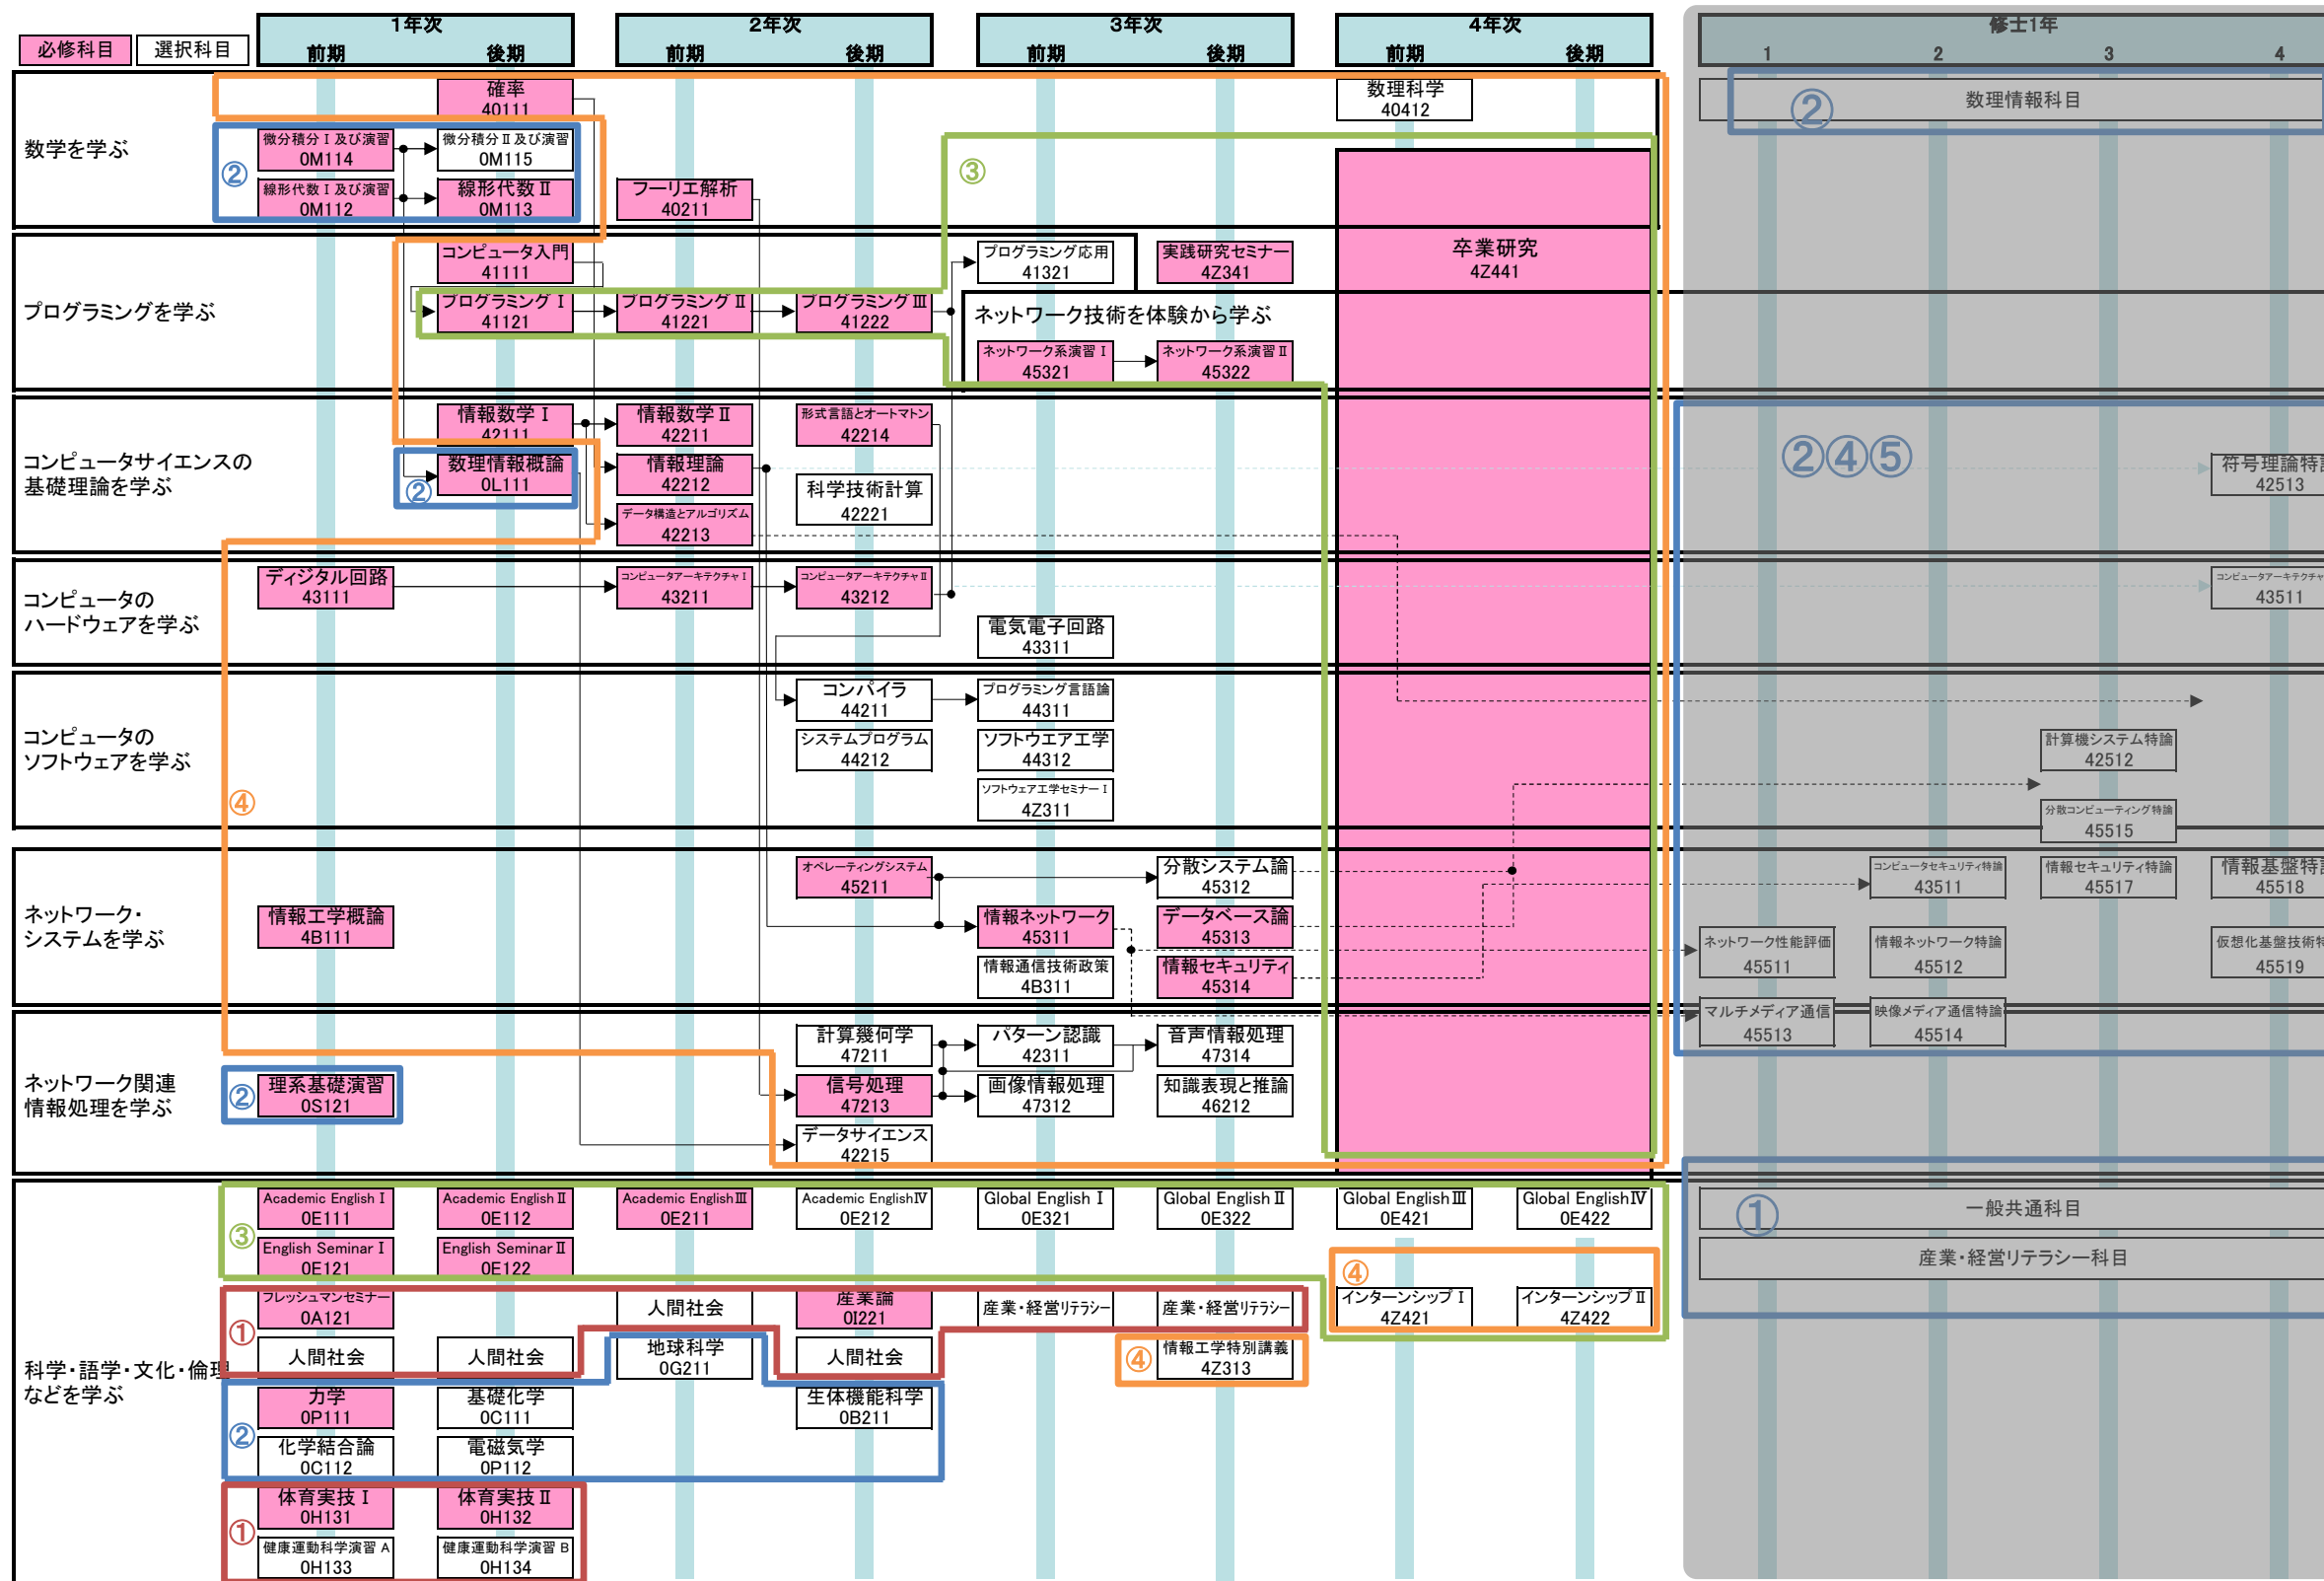 1年次
2年次
3年次
4年次
修士1年
必修科目
選択科目
前期
後期
前期
後期
前期
後期
前期
後期
1
2
3
4
確率
40111
数理科学
40412
②
数理情報科目
数学を学ぶ
②
微分積分Ⅰ及び演習
0M114
微分積分Ⅱ及び演習
0M115
③
線形代数Ⅰ及び演習
0M112
線形代数Ⅱ
0M113
フーリエ解析
40211
プログラミングを学ぶ
コンピュータ入門
41111
プログラミング応用
41321
実践研究セミナー
4Z341
卒業研究
4Z441
プログラミングⅠ
41121
プログラミングⅡ
41221
プログラミングⅢ
41222
ネットワーク技術を体験から学ぶ
ネットワーク系演習Ⅰ
45321
ネットワーク系演習Ⅱ
45322
コンピュータサイエンスの
基礎理論を学ぶ
情報数学Ⅰ
42111
情報数学Ⅱ
42211
形式言語とオートマトン
42214
②④⑤
②
数理情報概論
0L111
情報理論
42212
科学技術計算
42221
符号理論特
42513
データ構造とアルゴリズム
42213
コンピュータの
ハードウェアを学ぶ
ディジタル回路
43111
コンピュータアーキテクチャⅠ
43211
コンピュータアーキテクチャⅡ
43212
コンピュータアーキテクチャ
43511
電気電子回路
43311
コンピュータの
ソフトウェアを学ぶ
コンパイラ
44211
プログラミング言語論
44311
システムプログラム
44212
ソフトウエア工学
44312
計算機システム特論
42512
④
ソフトウェア工学セミナーⅠ
4Z311
分散コンピューティング特論
45515
ネットワーク・
システムを学ぶ
オペレーティングシステム
45211
分散システム論
45312
コンピュータセキュリティ特論
43511
情報セキュリティ特論
45517
情報基盤特
45518
情報工学概論
4B111
情報ネットワーク
45311
データベース論
45313
ネットワーク性能評価
45511
情報ネットワーク特論
45512
仮想化基盤技術特
45519
情報通信技術政策
4B311
情報セキュリティ
45314
マルチメディア通信
45513
映像メディア通信特論
45514
ネットワーク関連
情報処理を学ぶ
計算幾何学
47211
パターン認識
42311
音声情報処理
47314
②
理系基礎演習
0S121
信号処理
47213
画像情報処理
47312
知識表現と推論
46212
データサイエンス
42215
科学・語学・文化・倫理
などを学ぶ
③
Academic EnglishⅠ
0E111
Academic EnglishⅡ
0E112
Academic EnglishⅢ
0E211
Academic EnglishⅣ
0E212
Global EnglishⅠ
0E321
Global EnglishⅡ
0E322
Global EnglishⅢ
0E421
Global EnglishⅣ
0E422
①
一般共通科目
English SeminarⅠ
0E121
English SeminarⅡ
0E122
④
産業・経営リテラシー科目
①
フレッシュマンセミナー
0A121
人間社会
産業論
0I221
産業・経営リテラシー
産業・経営リテラシー
インターンシップⅠ
4Z421
インターンシップⅡ
4Z422
人間社会
人間社会
地球科学
0G211
人間社会
④
情報工学特別講義
4Z313
②
力学
0P111
基礎化学
0C111
生体機能科学
0B211
化学結合論
0C112
電磁気学
0P112
①
体育実技Ⅰ
0H131
体育実技Ⅱ
0H132
健康運動科学演習A
0H133
健康運動科学演習B
0H134